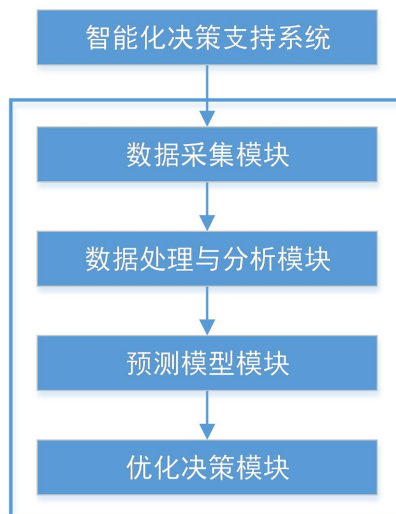 智能化决策支持系统
数据采集模块
数据处理与分析模块
预测模型模块
优化决策模块